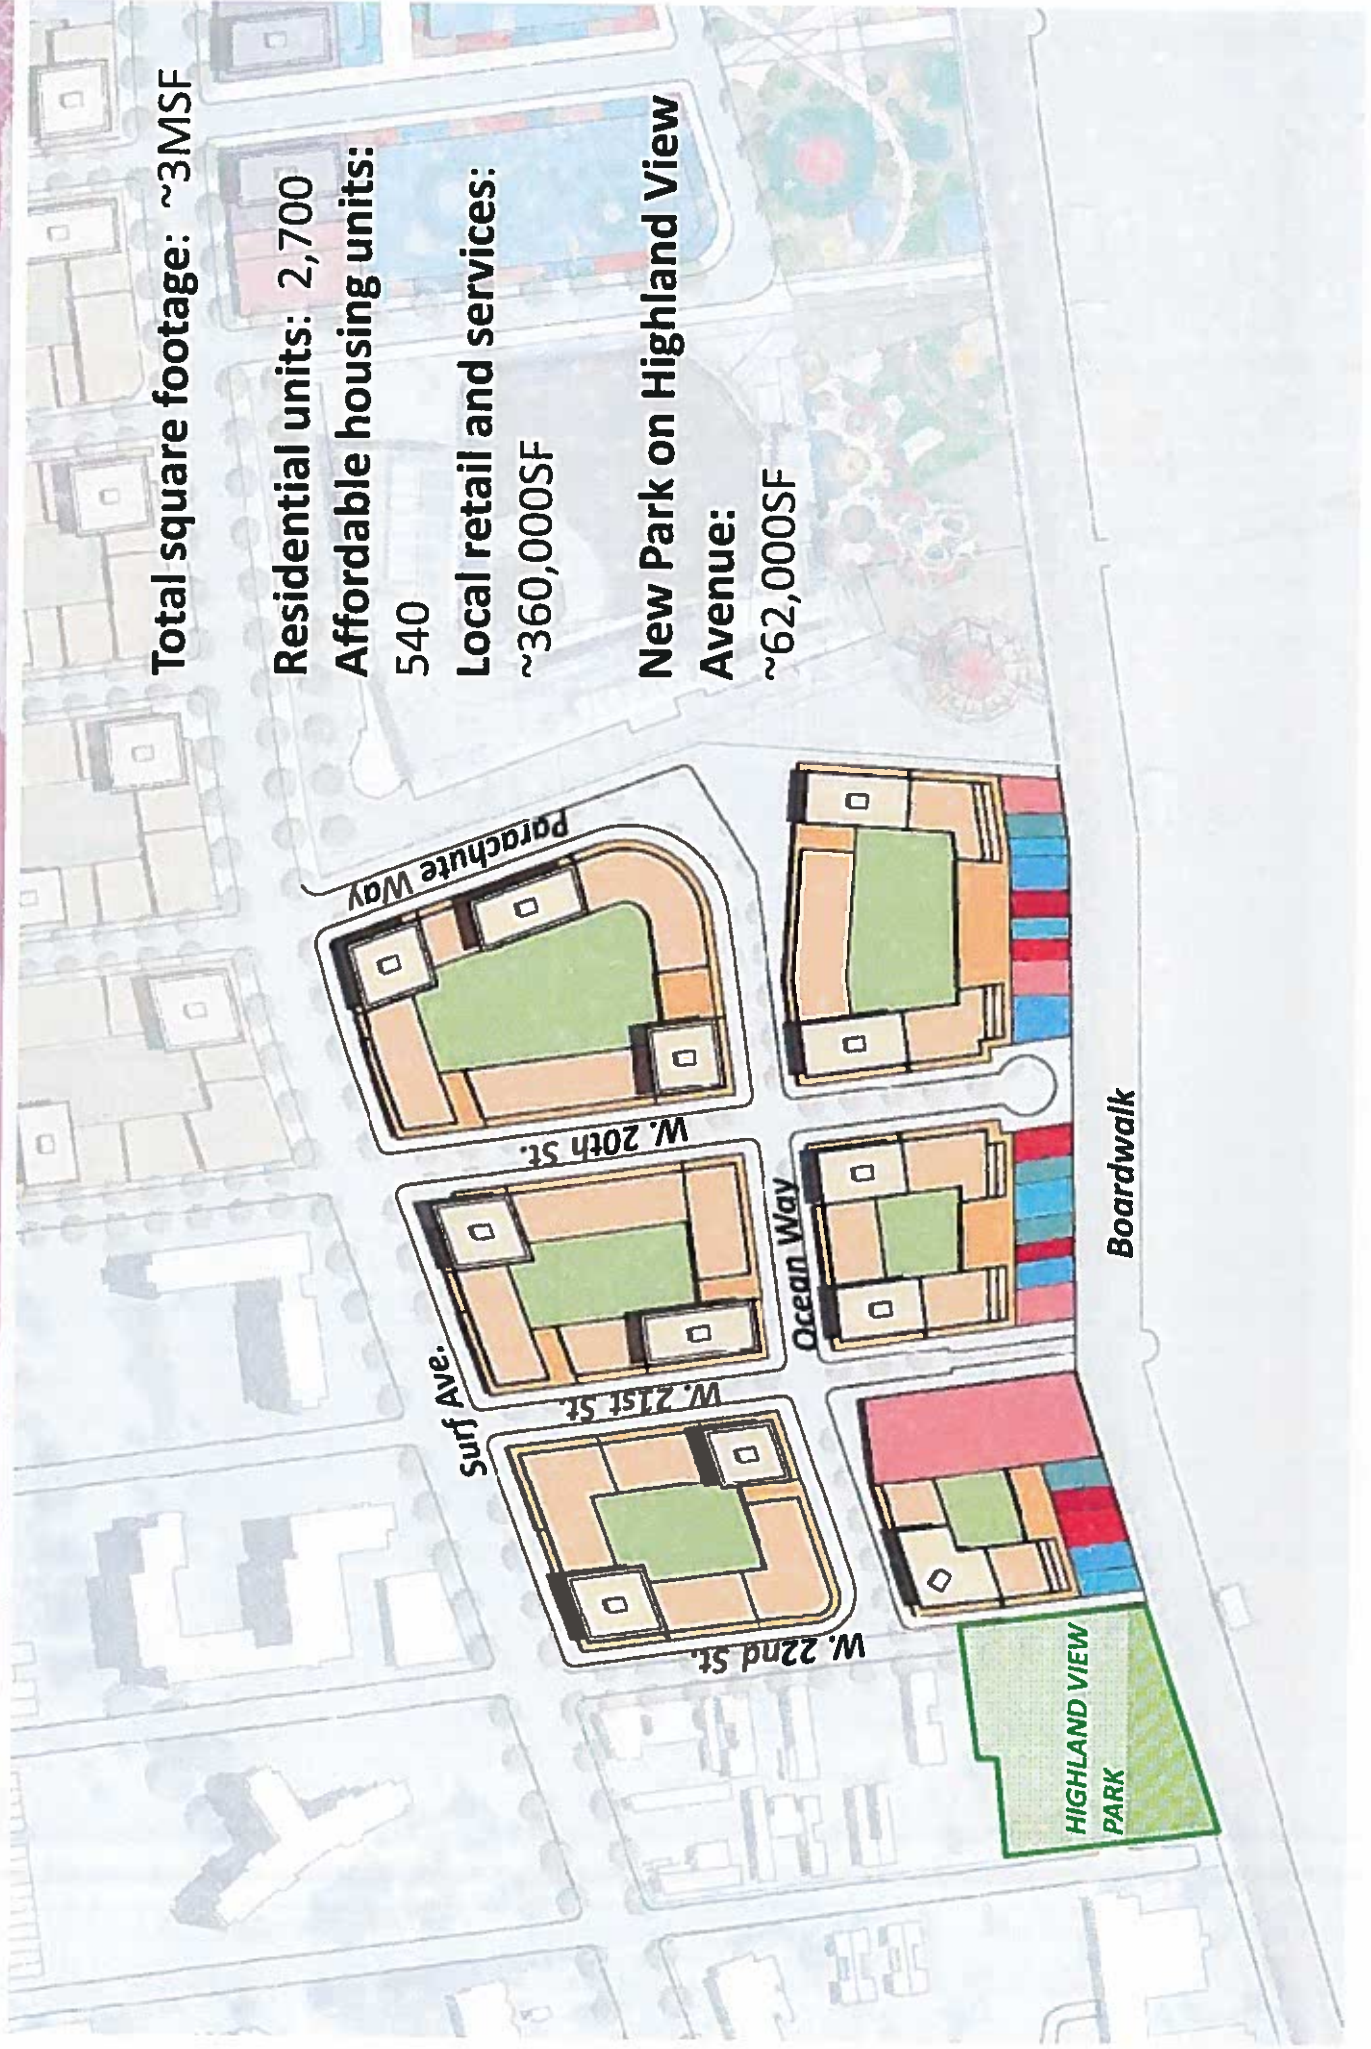 Total square footage: ~3MSF
Residential units: 2,700
Affordable housing units:
540
Local retail and services:
~360,000SF
New Park on Highland View
Avenue:
~62,000SF
Parachute Way
W. 20th St.
Surf Ave.
W. 21st St.
Ocean Way
W. 22nd St.
Boardwalk
HIGHLAND VIEW
PARK